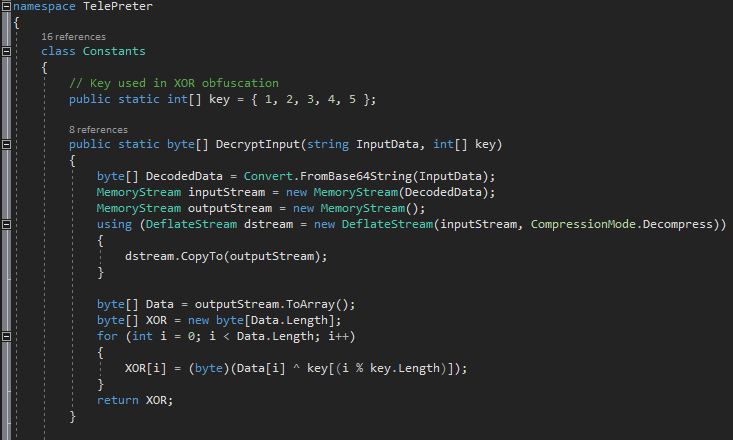 namespace TelePreter
{
16 references
class Constants
{
// Key used in XOR obfuscation
public static int[] key = { 1, 2, 3, 4, 5 };
8 references
public static byte[] DecryptInput(string InputData, int[] key)
{
byte[] DecodedData = Convert.FromBase64String(InputData);
MemoryStream inputStream = new MemoryStream(DecodedData);
MemoryStream outputStream = new MemoryStream();
using (DeflateStream dstream = new DeflateStream(inputStream, CompressionMode.Decompress))
{
dstream.CopyTo(outputStream);
}
byte[] Data = outputStream.ToArray();
byte[] XOR = new byte[Data.Length];
for (int i = 0; i < Data.Length; i++)
{
XOR[i] = (byte)(Data[i] ^ key[(i % key.Length)]);
}
return XOR;
}